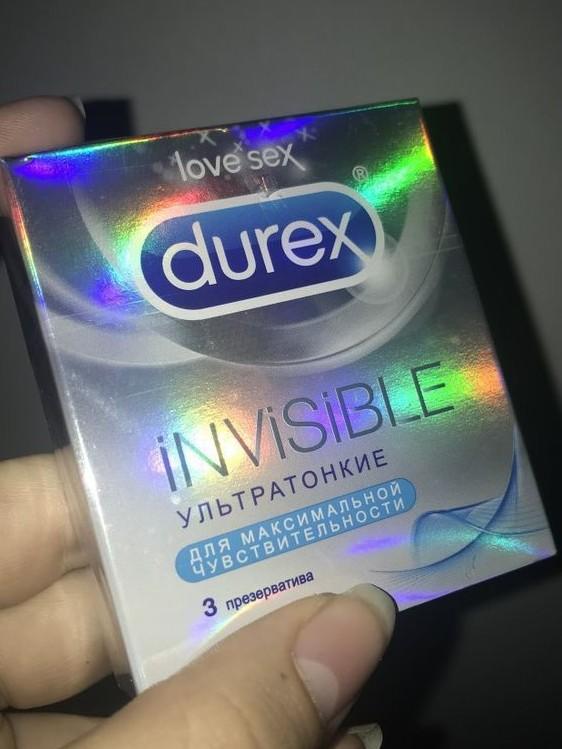 love sex
®
durex
iNViSiBLE
УЛЬТРАТОНКИЕ
ДЛЯ МАКСИМАЛЬНОЙ
ЧУВСТВИТЕЛЬНОСТИ
3 презерватива